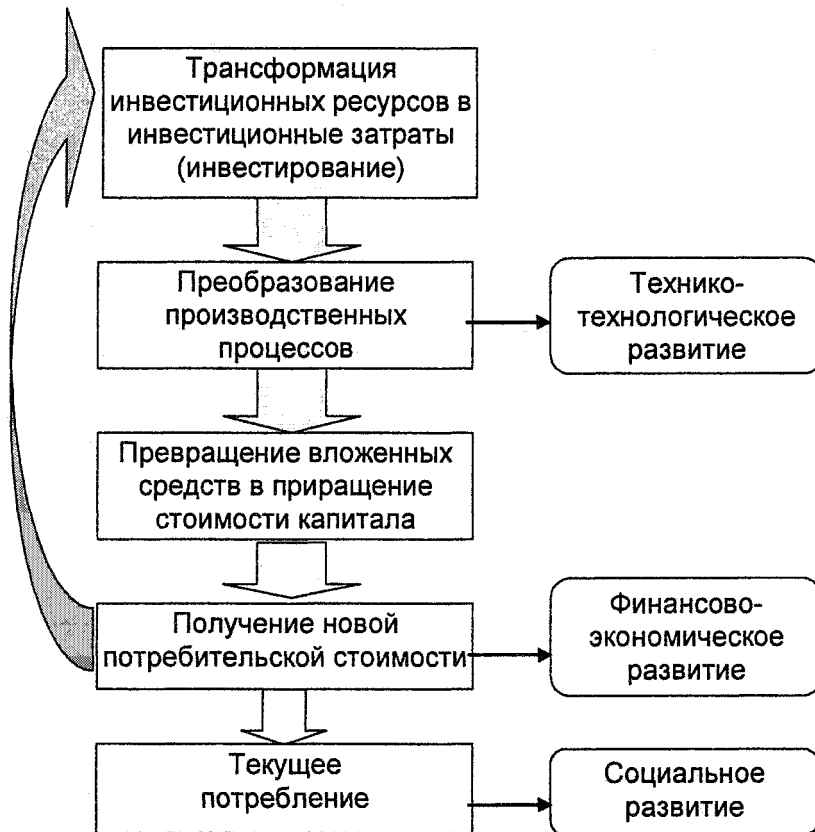 Трансформация
инвестиционных ресурсов в
инвестиционные затраты
(инвестирование)
Преобразование
производственных
процессов
Технико-
технологическое
развитие
Превращение вложенных
средств в приращение
стоимости капитала
Получение новой
потребительской стоимости
Финансово-
экономическое
развитие
Текущее
потребление
Социальное
развитие